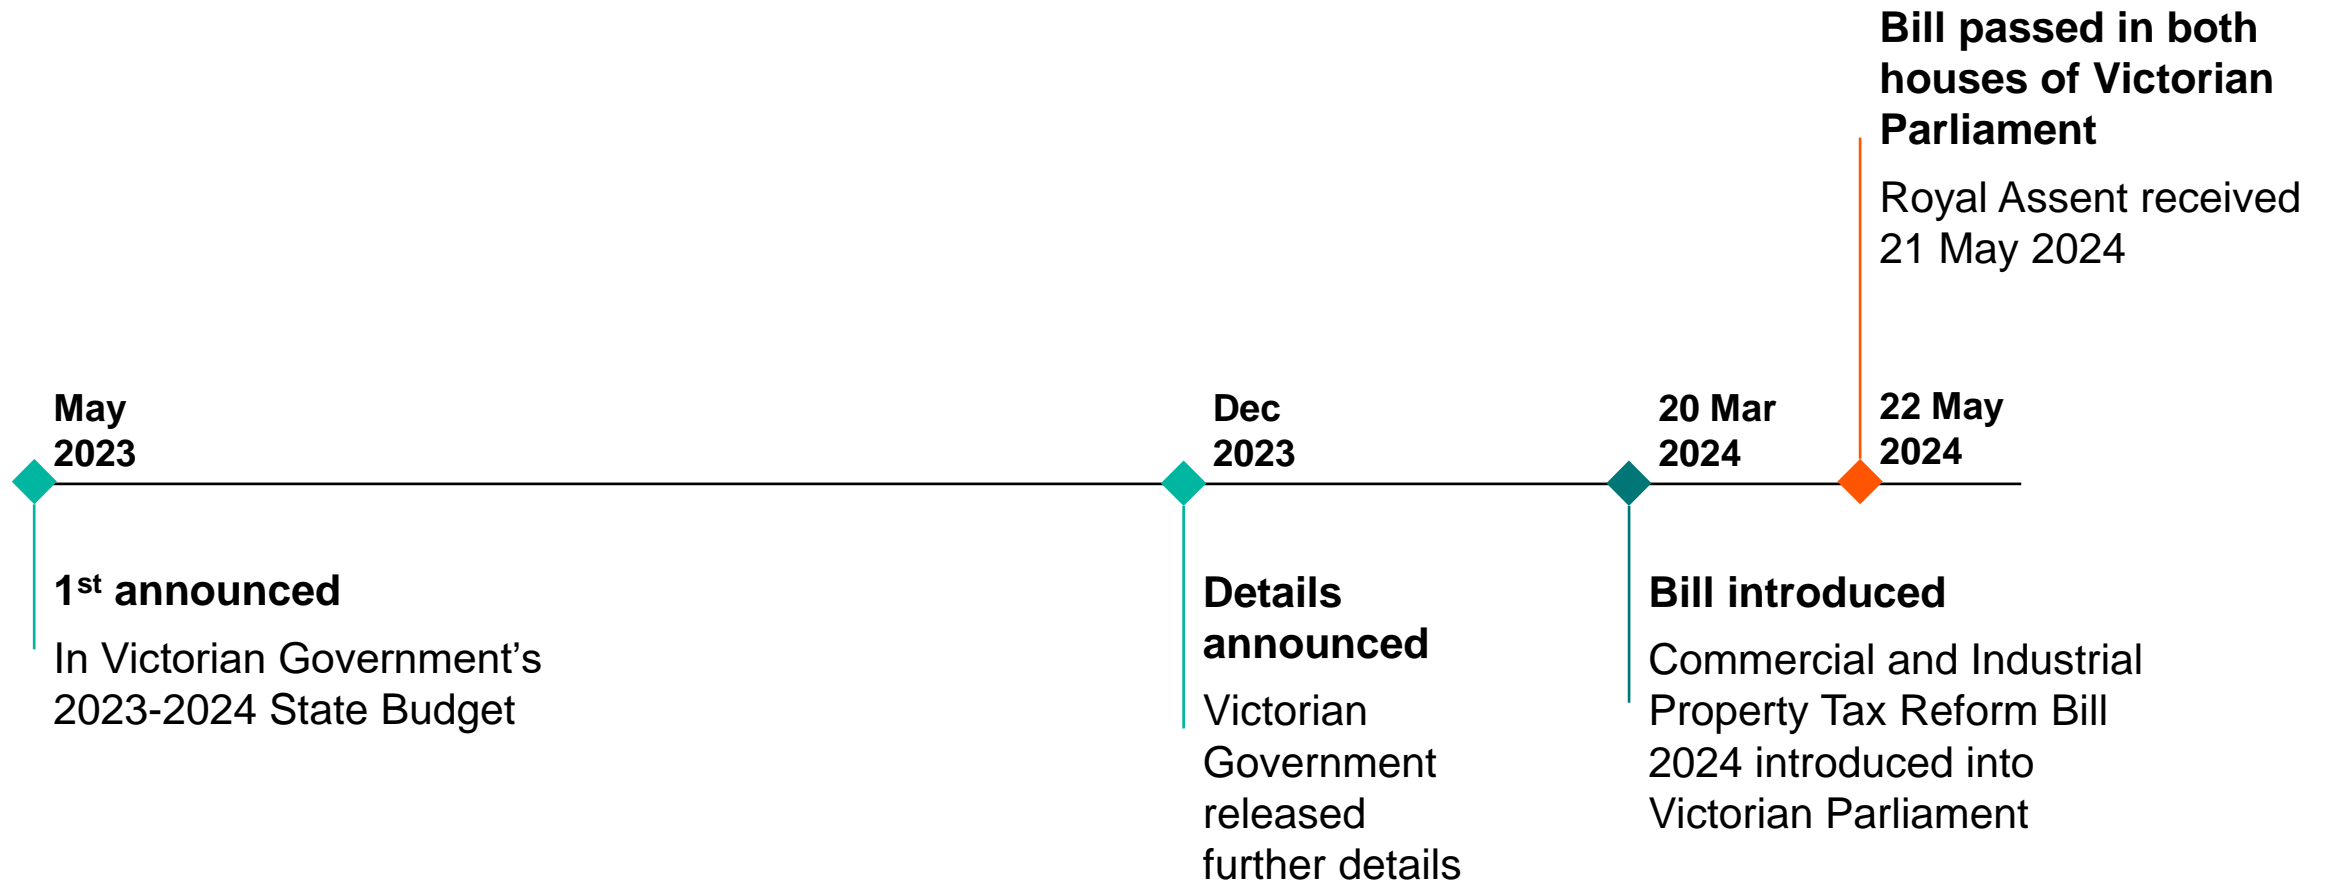 Bill passed in both
houses of Victorian
Parliament
Royal Assent received
21 May 2024
May
2023
Dec
2023
20 Mar
2024
22 May
2024
1st announced
In Victorian Government’s
2023-2024 State Budget
Details
announced
Victorian
Government
released
further details
Bill introduced
Commercial and Industrial
Property Tax Reform Bill
2024 introduced into
Victorian Parliament